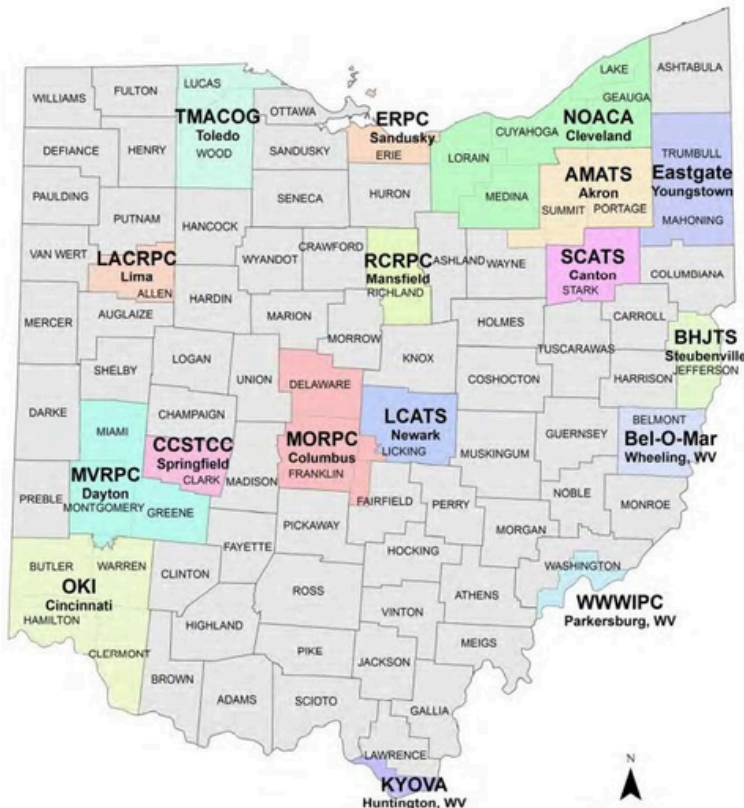 LAKE
ASHTABULA
GEAUGA
LUCAS
FULTON
WILLIAMS
OTTAWA
TMACOG
Toledo
WOOD
ERPC
Sandusky
ERIE
NOACA
Cleveland
CUYAHOGA
LORAIN
MEDINA
DEFIANCE
HENRY
SANDUSKY
TRUMBULL
Eastgate
Youngstown
MAHONING
AMATS
Akron
SUMMIT
PORTAGE
PAULDING
SENECA
HURON
PUTNAM
HANCOCK
VAN WERT
LACRPC
Lima
ALLEN
WYANDOT
CRAWFORD
RCRPC
Mansfield
RICHLAND
ASHLAND
WAYNE
SCATS
Canton
STARK
COLUMBIANA
MERCER
AUGLAIZE
HARDIN
MARION
MORROW
HOLMES
CARROLL
TUSCARAWAS
BHJTS
Steubenville
JEFFERSON
LOGAN
SHELBY
UNION
KNOX
COSHOCTON
HARRISON
DELAWARE
DARKE
MIAMI
CHAMPAIGN
LCATS
Newark
LICKING
BELMONT
Bel-O-Mar
Wheeling, WV
GUERNSEY
CCSTCC
Springfield
CLARK
MORPC
Columbus
FRANKLIN
MUSKINGUM
MVRPC
Dayton
MONTGOMERY
GREENE
MADISON
PREBLE
FAIRFIELD
PERRY
NOBLE
MONROE
PICKAWAY
MORGAN
FAYETTE
HOCKING
BUTLER
WARREN
OKI
Cincinnati
HAMILTON
CLERMONT
CLINTON
WASHINGTON
ROSS
ATHENS
WWWIPC
Parkersburg, WV
VINTON
HIGHLAND
MEIGS
PIKE
JACKSON
BROWN
ADAMS
SCIOTO
GALLIA
LAWRENCE
KYOVA
Huntington, WV
N